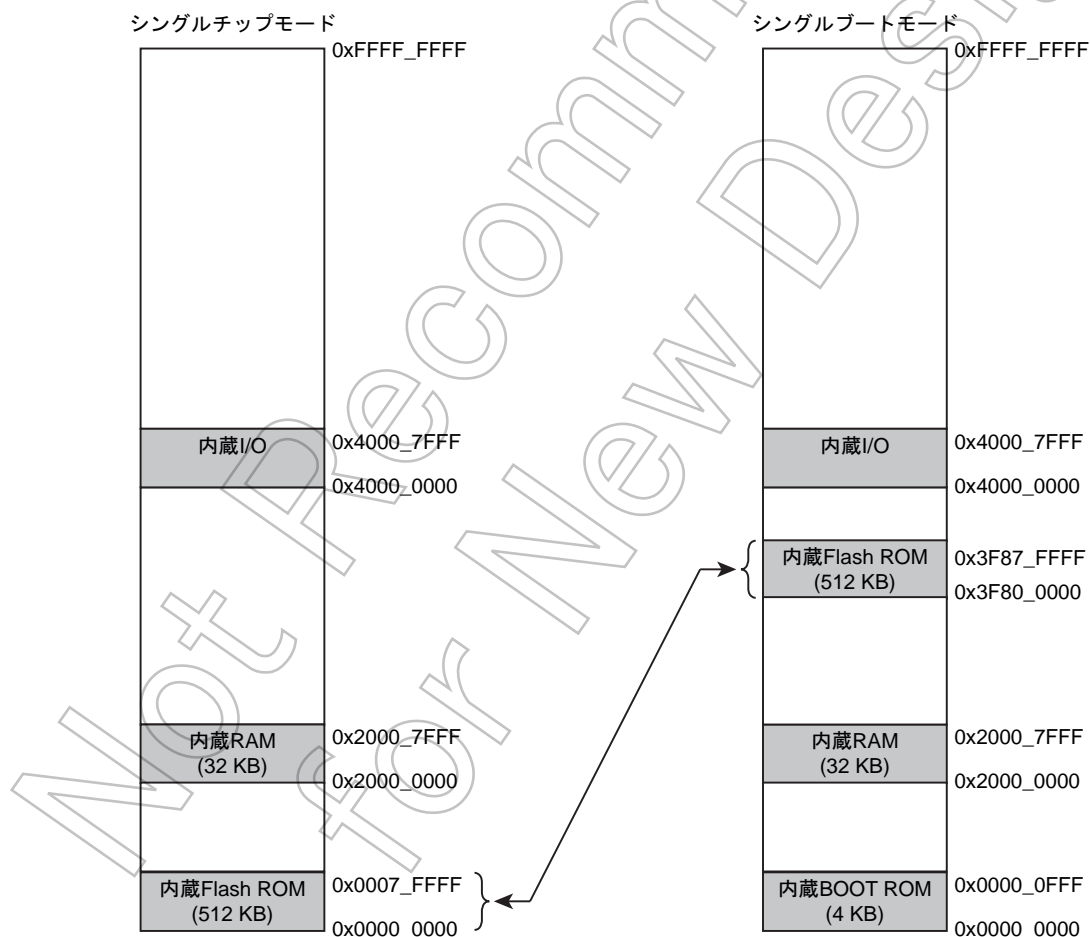 シングルチップモード
0xFFFF_FFFF
内蔵I/O
0x4000_7FFF
0x4000_0000
内蔵RAM
(32 KB)
0x2000_7FFF
0x2000_0000
内蔵Flash ROM
(512 KB)
0x0007_FFFF
0x0000_0000
シングルブートモード
0xFFFF_FFFF
内蔵I/O
0x4000_7FFF
0x4000_0000
内蔵Flash ROM
(512 KB)
0x3F87_FFFF
0x3F80_0000
内蔵RAM
(32 KB)
0x2000_7FFF
0x2000_0000
内蔵BOOT ROM
(4 KB)
0x0000_0FFF
0x0000_0000
Not
for New